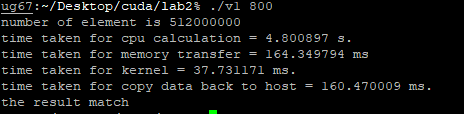 ug67:~/Desktop/cuda/lab2% ./v1 800
number of element is 512000000
time taken for cpu calculation = 4.800897 s.
time taken for memory transfer = 164.349794 ms
time taken for kernel = 37.731171 ms.
time taken for copy data back to host = 160.470009 ms.
the result match